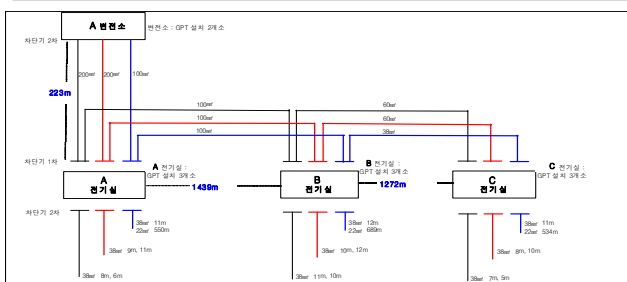 A 변전소
변전소 : GPT 설치 2개소
차단기 2차
200㎟
200㎟
100㎟
223m
100㎟
60㎟
100㎟
60㎟
100㎟
38㎟
차단기 1차
A 전기실 :
GPT 설치 3개소
B 전기실 :
GPT 설치 3개소
C 전기실 :
GPT 설치 3개소
A
전기실
1439m
B
전기실
1272m
C
전기실
차단기 2차
38㎟ 11m
22㎟ 550m
38㎟ 9m, 11m
38㎟ 8m, 6m
38㎟ 12m
22㎟ 689m
38㎟ 10m, 12m
38㎟ 11m, 10m
38㎟ 11m
22㎟ 534m
38㎟ 8m, 10m
38㎟ 7m, 5m